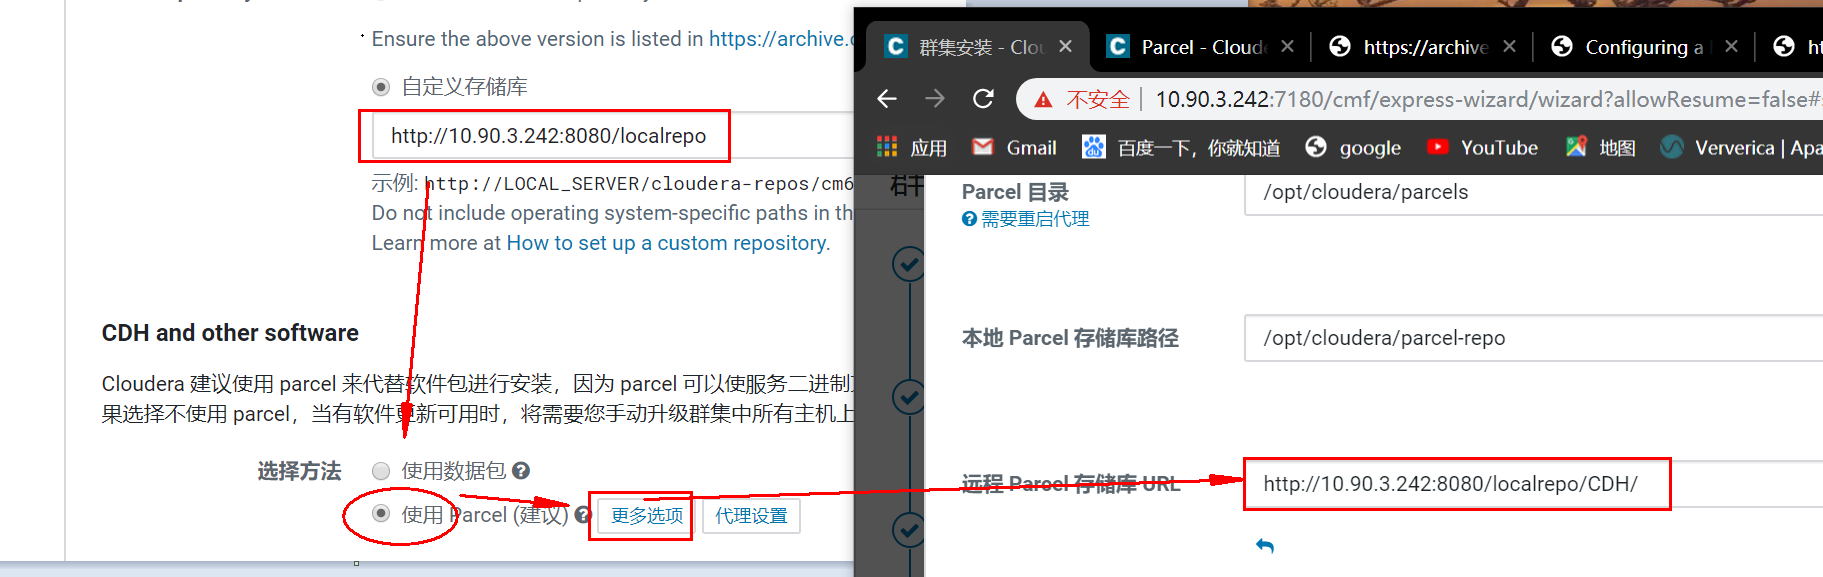 Ensure the above version is listed in https://archive.
自定义存储库
http://10.90.3.242:8080/localrepo
示例: http://LOCAL_SERVER/cloudera-repos/cm6
Do not include operating system-specific paths in th
Learn more at How to set up a custom repository.
CDH and other software
Cloudera 建议使用 parcel 来代替软件包进行安装，因为 parcel 可以使服务二进制
果选择不使用 parcel，当有软件更新可用时，将需要您手动升级群集中所有主机上
选择方法
使用数据包
使用 Parcel (建议)
更多选项
代理设置
群集安装 - Clou
Parcel - Cloude
https://archive
Configuring a
ht
不安全
10.90.3.242:7180/cmf/express-wizard/wizard?allowResume=false#
应用
Gmail
百度一下，你就知道
google
YouTube
地图
Ververica | Apa
群
Parcel 目录
/opt/cloudera/parcels
需要重启代理
本地 Parcel 存储库路径
/opt/cloudera/parcel-repo
远程 Parcel 存储库 URL
http://10.90.3.242:8080/localrepo/CDH/